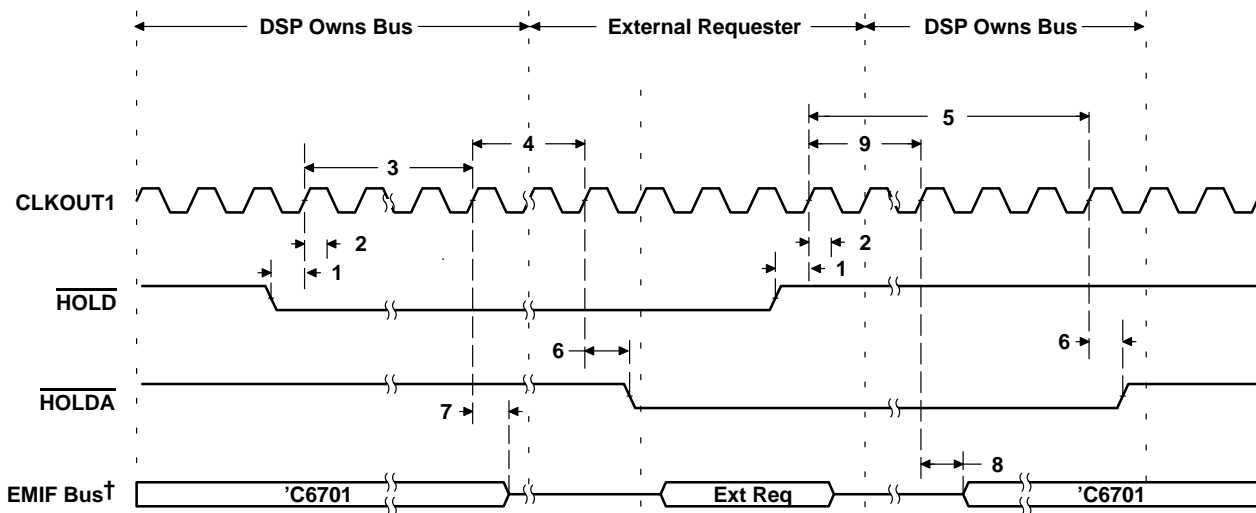 DSP Owns Bus External Requester DSP Owns Bus
5
4 9
3
CLKOUT1
2 2
1 1
HOLD
6 6
HOLDA
7
8
EMIF Bus† 'C6701 Ext Req 'C6701